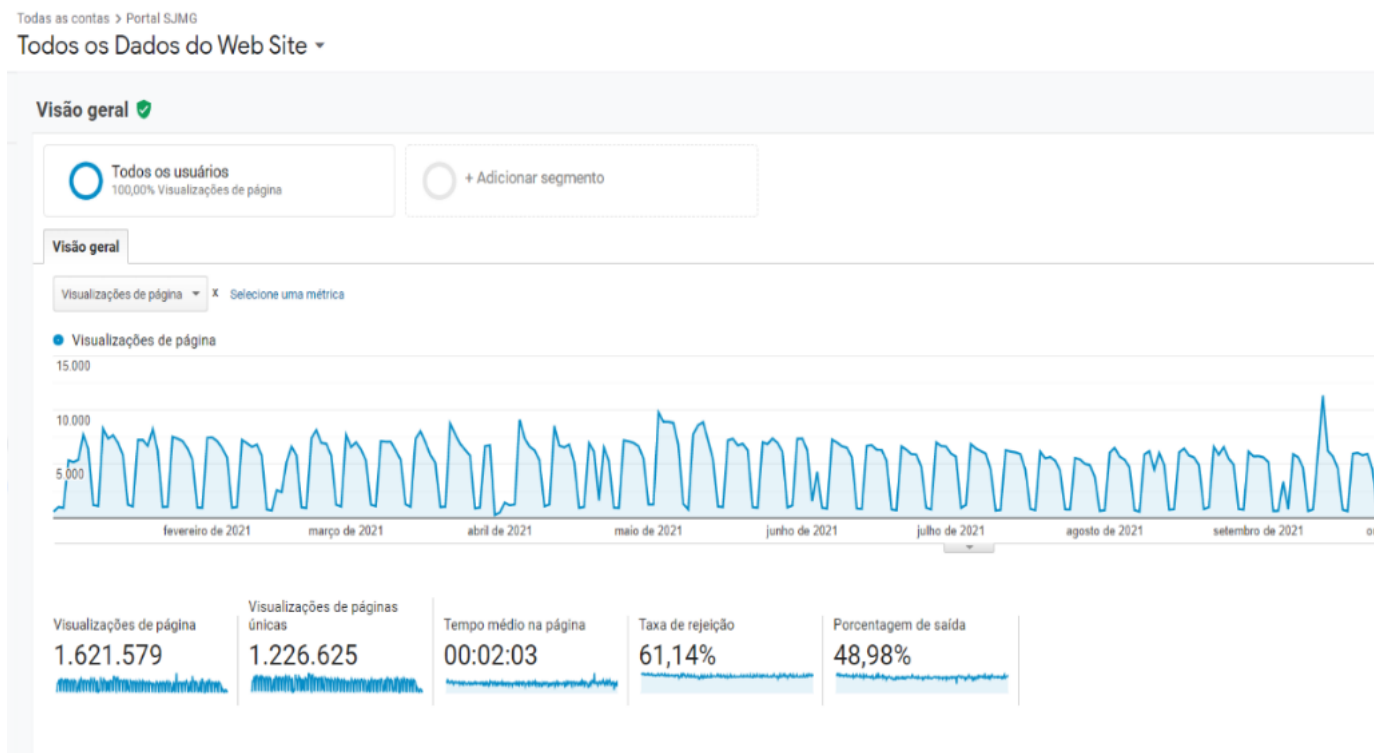 Todas as contas > Portal SJMG
Todos os Dados do Web Site
Visão geral
Todos os usuários
100,00% Visualizações de página
+ Adicionar segmento
Visão geral
Visualizações de página X Selecione uma métrica
Visualizações de página
15.000
10.000
5.000
fevereiro de 2021 março de 2021 abril de 2021 maio de 2021 junho de 2021 julho de 2021 agosto de 2021 setembro de 2021
Visualizações de página
1.621.579
Visualizações de páginas
únicas
1.226.625
Tempo médio na página
00:02:03
Taxa de rejeição
61,14%
Porcentagem de saída
48,98%